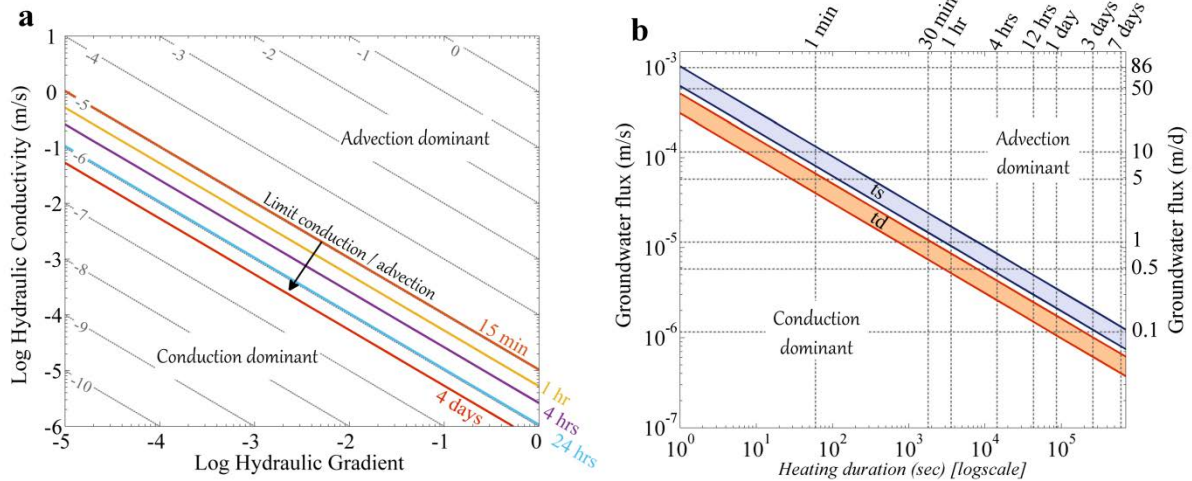 a
Log Hydraulic Conductivity (m/s)
1
0
-1
-2
-3
-4
-5
-6
-4
-3
-2
-1
0
-5
-6
-7
-8
-9
-10
Advection dominant
Limit conduction / advection
Conduction dominant
15 min
1 hr
4 hrs
24 hrs
4 days
-5
-4
-3
-2
-1
0
Log Hydraulic Gradient
b
1 min
30 min
1 hr
4 hrs
12 hrs
1 day
3 days
7 days
Groundwater flux (m/s)
10⁻³
10⁻⁴
10⁻⁵
10⁻⁶
10⁻⁷
Advection
dominant
ts
td
Conduction
dominant
86
50
10
5
1
0.5
0.1
Groundwater flux (m/d)
10⁰
10¹
10²
10³
10⁴
10⁵
Heating duration (sec) [logscale]